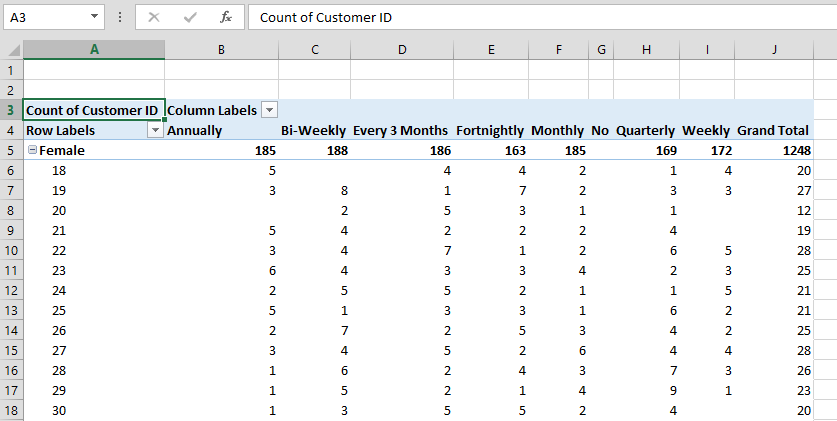 A3 fx Count of Customer ID
A B C D E F G H I J
1
2
3 Count of Customer ID Column Labels
4 Row Labels Annually Bi-Weekly Every 3 Months Fortnightly Monthly No Quarterly Weekly Grand Total
5 Female 185 188 186 163 185 169 172 1248
6 18 5 4 4 2 1 4 20
7 19 3 8 1 7 2 3 3 27
8 20 2 5 3 1 1 12
9 21 5 4 2 2 2 4 19
10 22 3 4 7 1 2 6 5 28
11 23 6 4 3 3 4 2 3 25
12 24 2 5 5 2 1 1 5 21
13 25 5 1 3 3 1 6 2 21
14 26 2 7 2 5 3 4 2 25
15 27 3 4 5 2 6 4 4 28
16 28 1 6 2 4 3 7 3 26
17 29 1 5 2 1 4 9 1 23
18 30 1 3 5 5 2 4 20